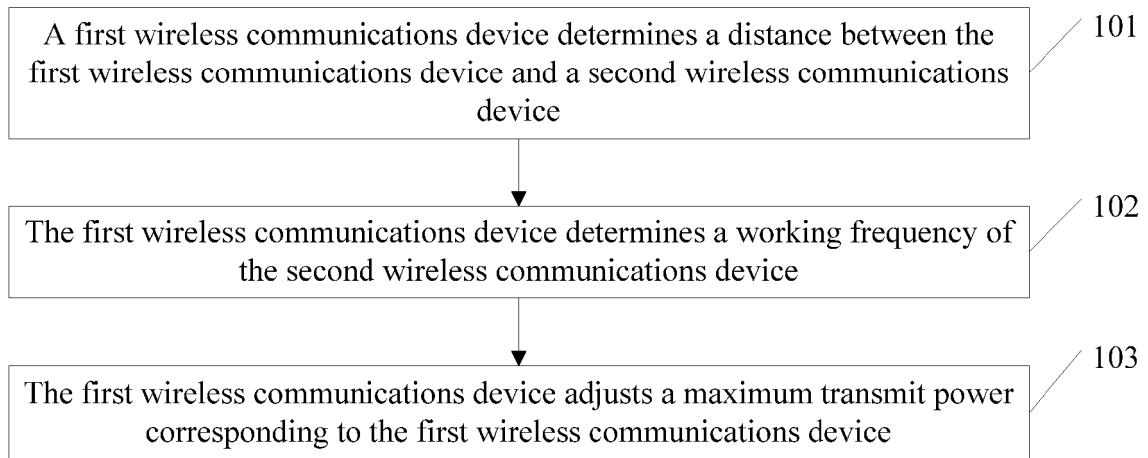 A first wireless communications device determines a distance between the
first wireless communications device and a second wireless communications
device
101
The first wireless communications device determines a working frequency of
the second wireless communications device
102
The first wireless communications device adjusts a maximum transmit power
corresponding to the first wireless communications device
103